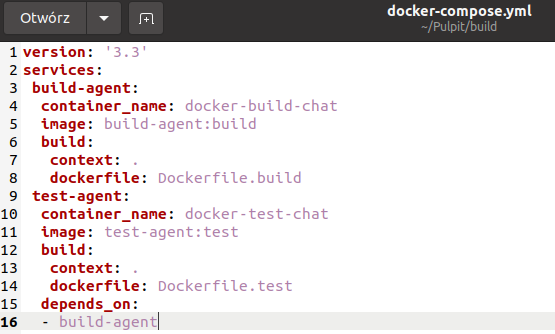 Otwórz
docker-compose.yml
~/Pulpit/build
1 version: '3.3'
2 services:
3  build-agent:
4   container_name: docker-build-chat
5   image: build-agent:build
6   build:
7    context: .
8    dockerfile: Dockerfile.build
9  test-agent:
10   container_name: docker-test-chat
11   image: test-agent:test
12   build:
13    context: .
14    dockerfile: Dockerfile.test
15   depends_on:
16   - build-agent